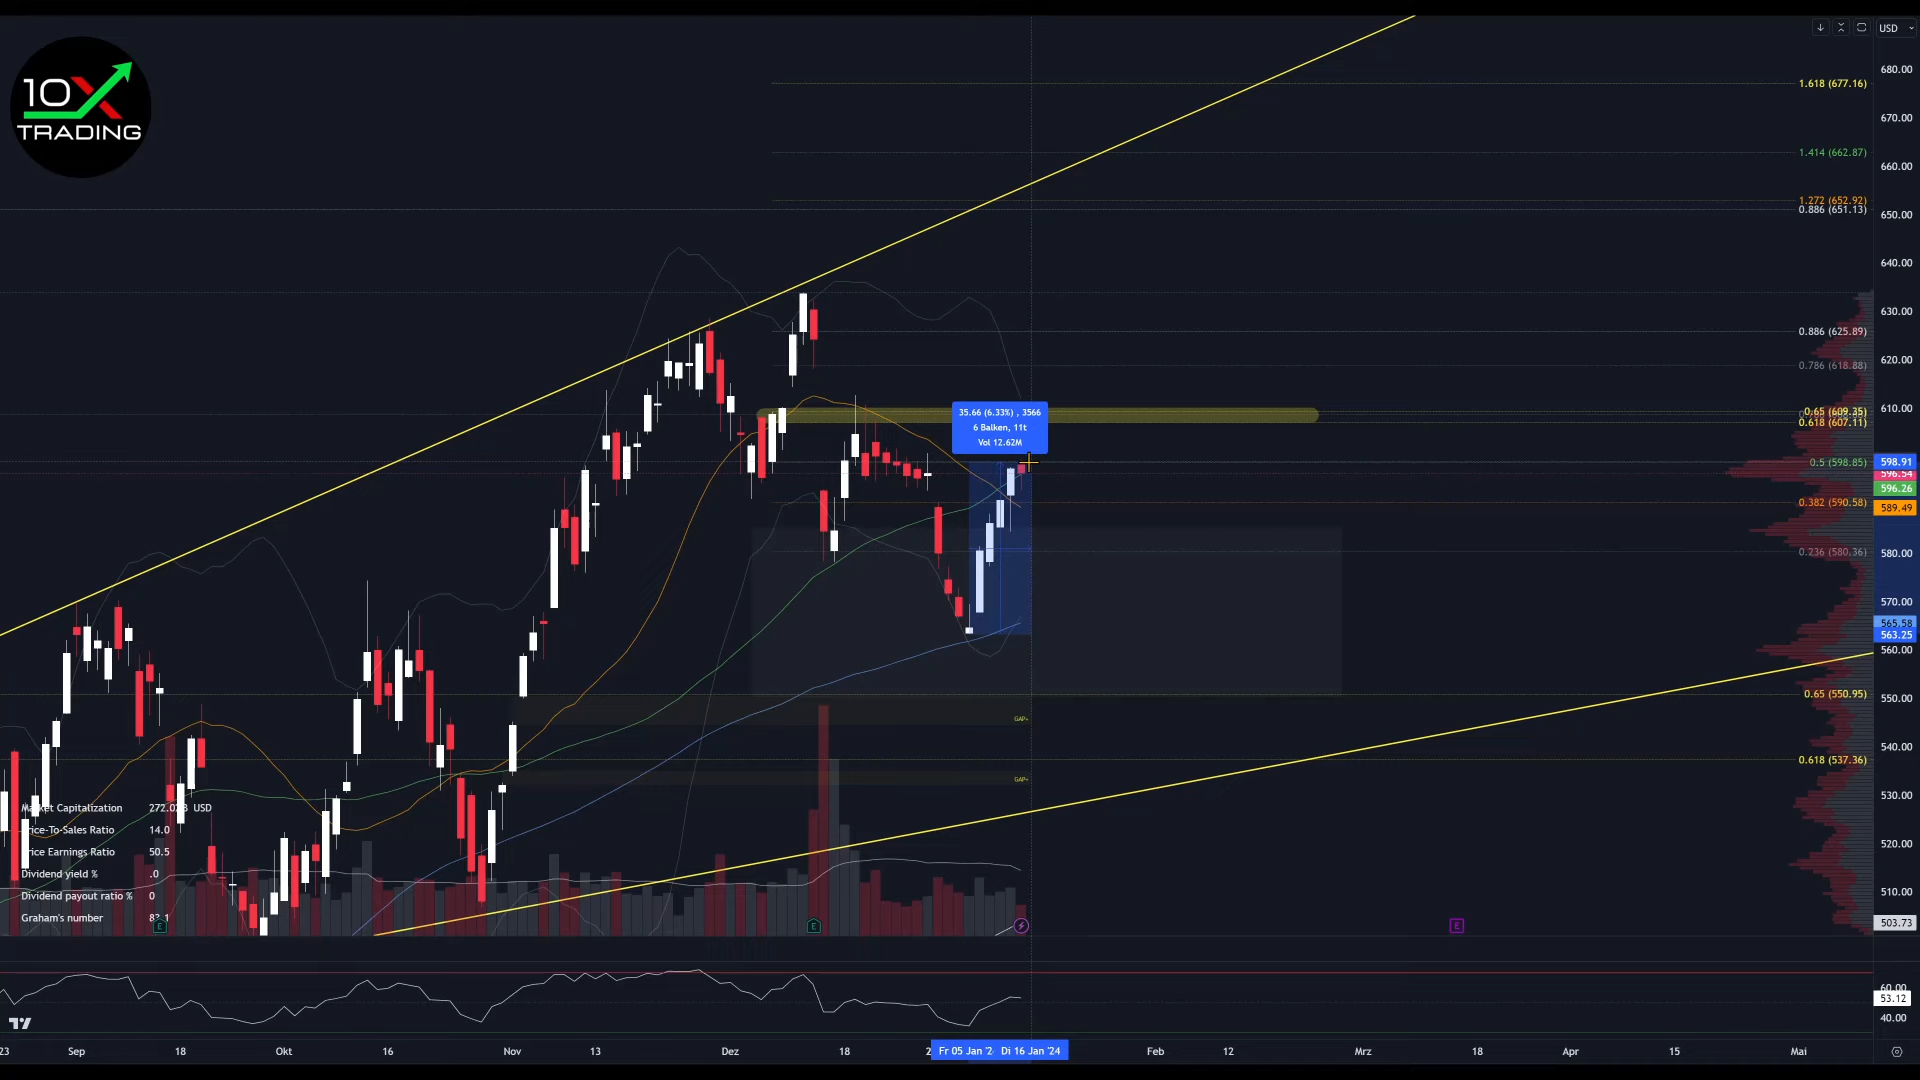 10X
TRADING
USD
680.00
1.618 (677.16)
670.00
1.414 (662.87)
660.00
1.272 (652.92)
0.886 (651.13)
650.00
640.00
630.00
0.886 (625.89)
620.00
0.786 (618.88)
35.66 (6.33%) , 3566
6 Balken, 11t
Vol 12.62M
610.00
0.65 (609.35)
0.618 (607.11)
0.5 (598.85)
598.91
596.54
596.26
0.382 (590.58)
589.49
0.236 (580.36)
580.00
570.00
565.58
563.25
560.00
0.65 (550.95)
550.00
GAP+
540.00
0.618 (537.36)
GAP+
530.00
520.00
510.00
503.73
Market Capitalization 272.02B USD
Price-To-Sales Ratio 14.0
Price Earnings Ratio 50.5
Dividend yield % .0
Dividend payout ratio % 0
Graham's number
E
E
E
60.00
53.12
40.00
23 Sep 18 Okt 16 Nov 13 Dez 18 2 Fr 05 Jan '2 Di 16 Jan '24 Feb 12 Mrz 18 Apr 15 Mai